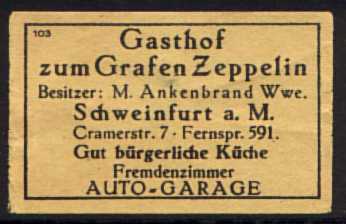 103
Gasthof
zum Grafen Zeppelin
Besitzer: M. Ankenbrand Wwe.
Schweinfurt a. M.
Cramerstr. 7 · Fernspr. 591.
Gut bürgerliche Küche
Fremdenzimmer
AUTO-GARAGE